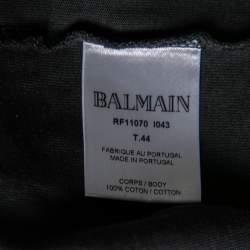 BALMAIN
RF11070 I043
T.44
FABRIQUE AU PORTUGAL
MADE IN PORTUGAL
CORPS / BODY
100% COTON / COTTON